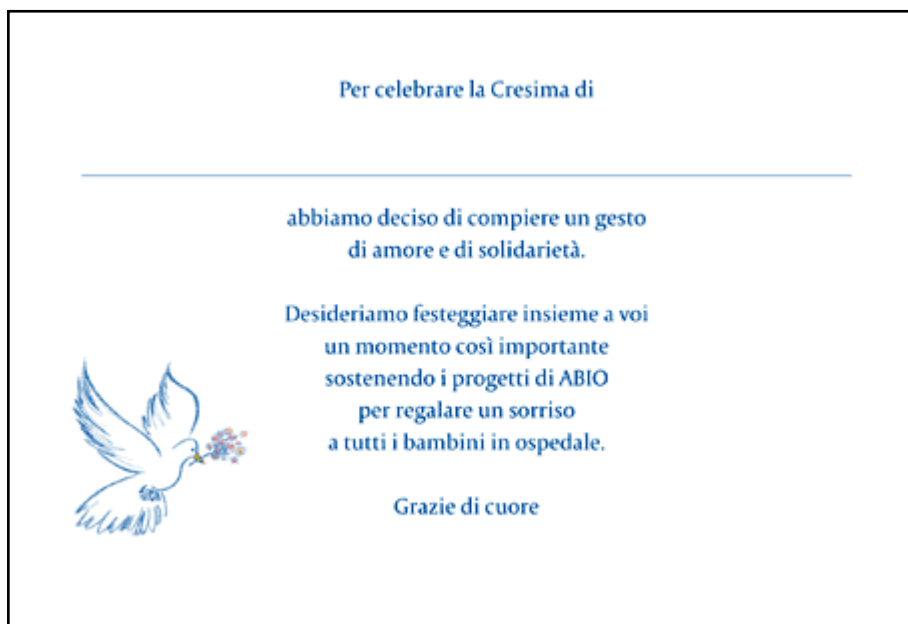 Per celebrare la Cresima di
abbiamo deciso di compiere un gesto
di amore e di solidarietà.
Desideriamo festeggiare insieme a voi
un momento così importante
sostenendo i progetti di ABIO
per regalare un sorriso
a tutti i bambini in ospedale.
Grazie di cuore